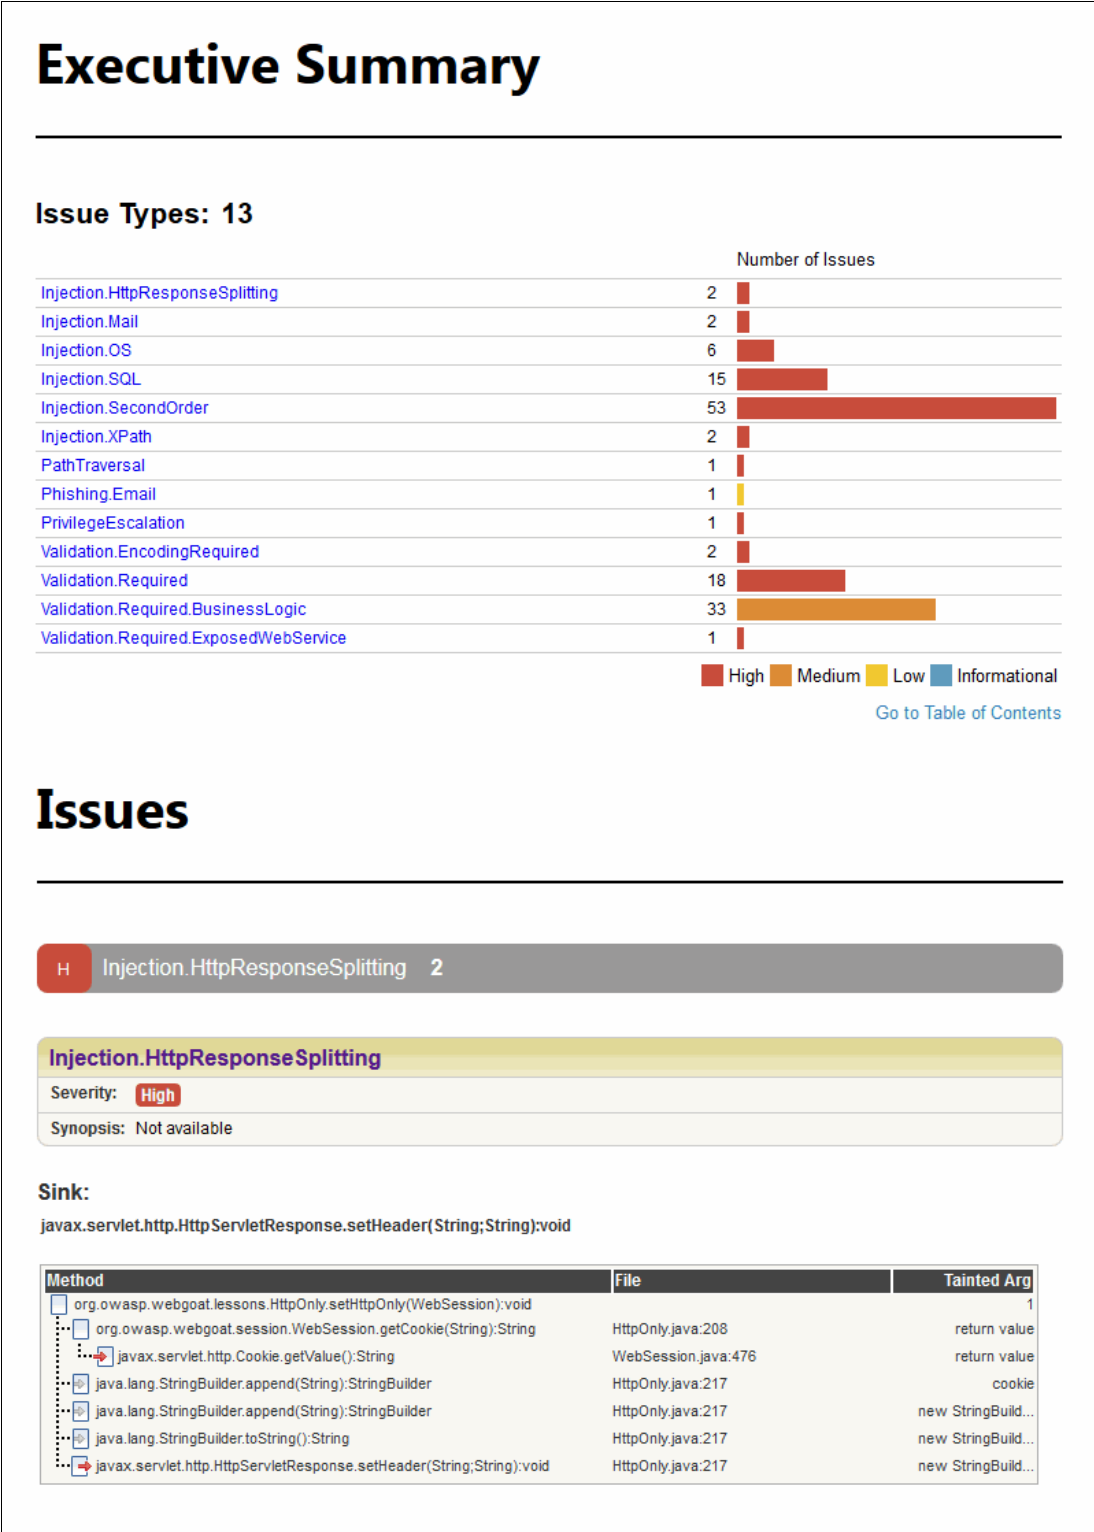 Executive Summary
Issue Types: 13
Number of Issues
Injection.HttpResponseSplitting 2
Injection.Mail 2
Injection.OS 6
Injection.SQL 15
Injection.SecondOrder 53
Injection.XPath 2
PathTraversal 1
Phishing.Email 1
PrivilegeEscalation 1
Validation.EncodingRequired 2
Validation.Required 18
Validation.Required.BusinessLogic 33
Validation.Required.ExposedWebService 1
High Medium Low Informational
Go to Table of Contents
Issues
H Injection.HttpResponseSplitting 2
Injection.HttpResponseSplitting
Severity: High
Synopsis: Not available
Sink:
javax.servlet.http.HttpServletResponse.setHeader(String;String):void
Method File Tainted Arg
org.owasp.webgoat.lessons.HttpOnly.setHttpOnly(WebSession):void 1
org.owasp.webgoat.session.WebSession.getCookie(String):String HttpOnly.java:208 return value
javax.servlet.http.Cookie.getValue():String WebSession.java:476 return value
java.lang.StringBuilder.append(String):StringBuilder HttpOnly.java:217 cookie
java.lang.StringBuilder.append(String):StringBuilder HttpOnly.java:217 new StringBuild...
java.lang.StringBuilder.toString():String HttpOnly.java:217 new StringBuild...
javax.servlet.http.HttpServletResponse.setHeader(String;String):void HttpOnly.java:217 new StringBuild...